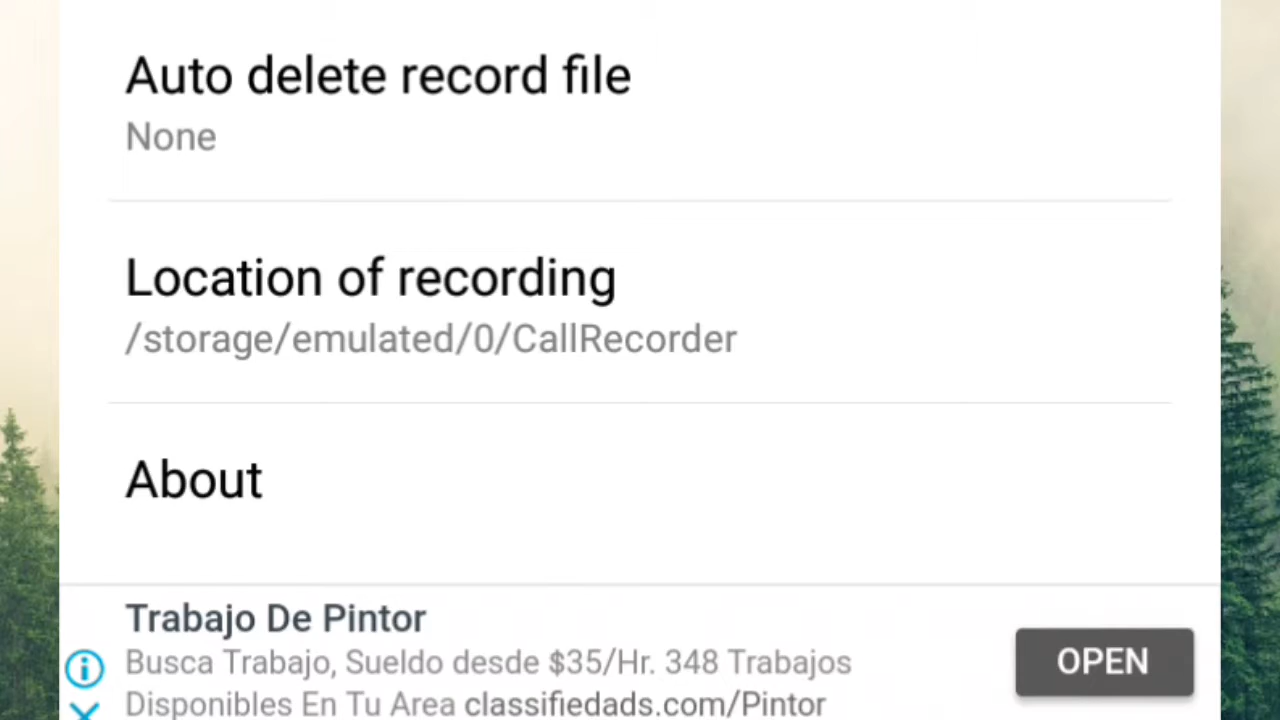 Auto delete record file
None
Location of recording
/storage/emulated/0/CallRecorder
About
Trabajo De Pintor
Busca Trabajo, Sueldo desde $35/Hr. 348 Trabajos
Disponibles En Tu Area classifiedads.com/Pintor
OPEN